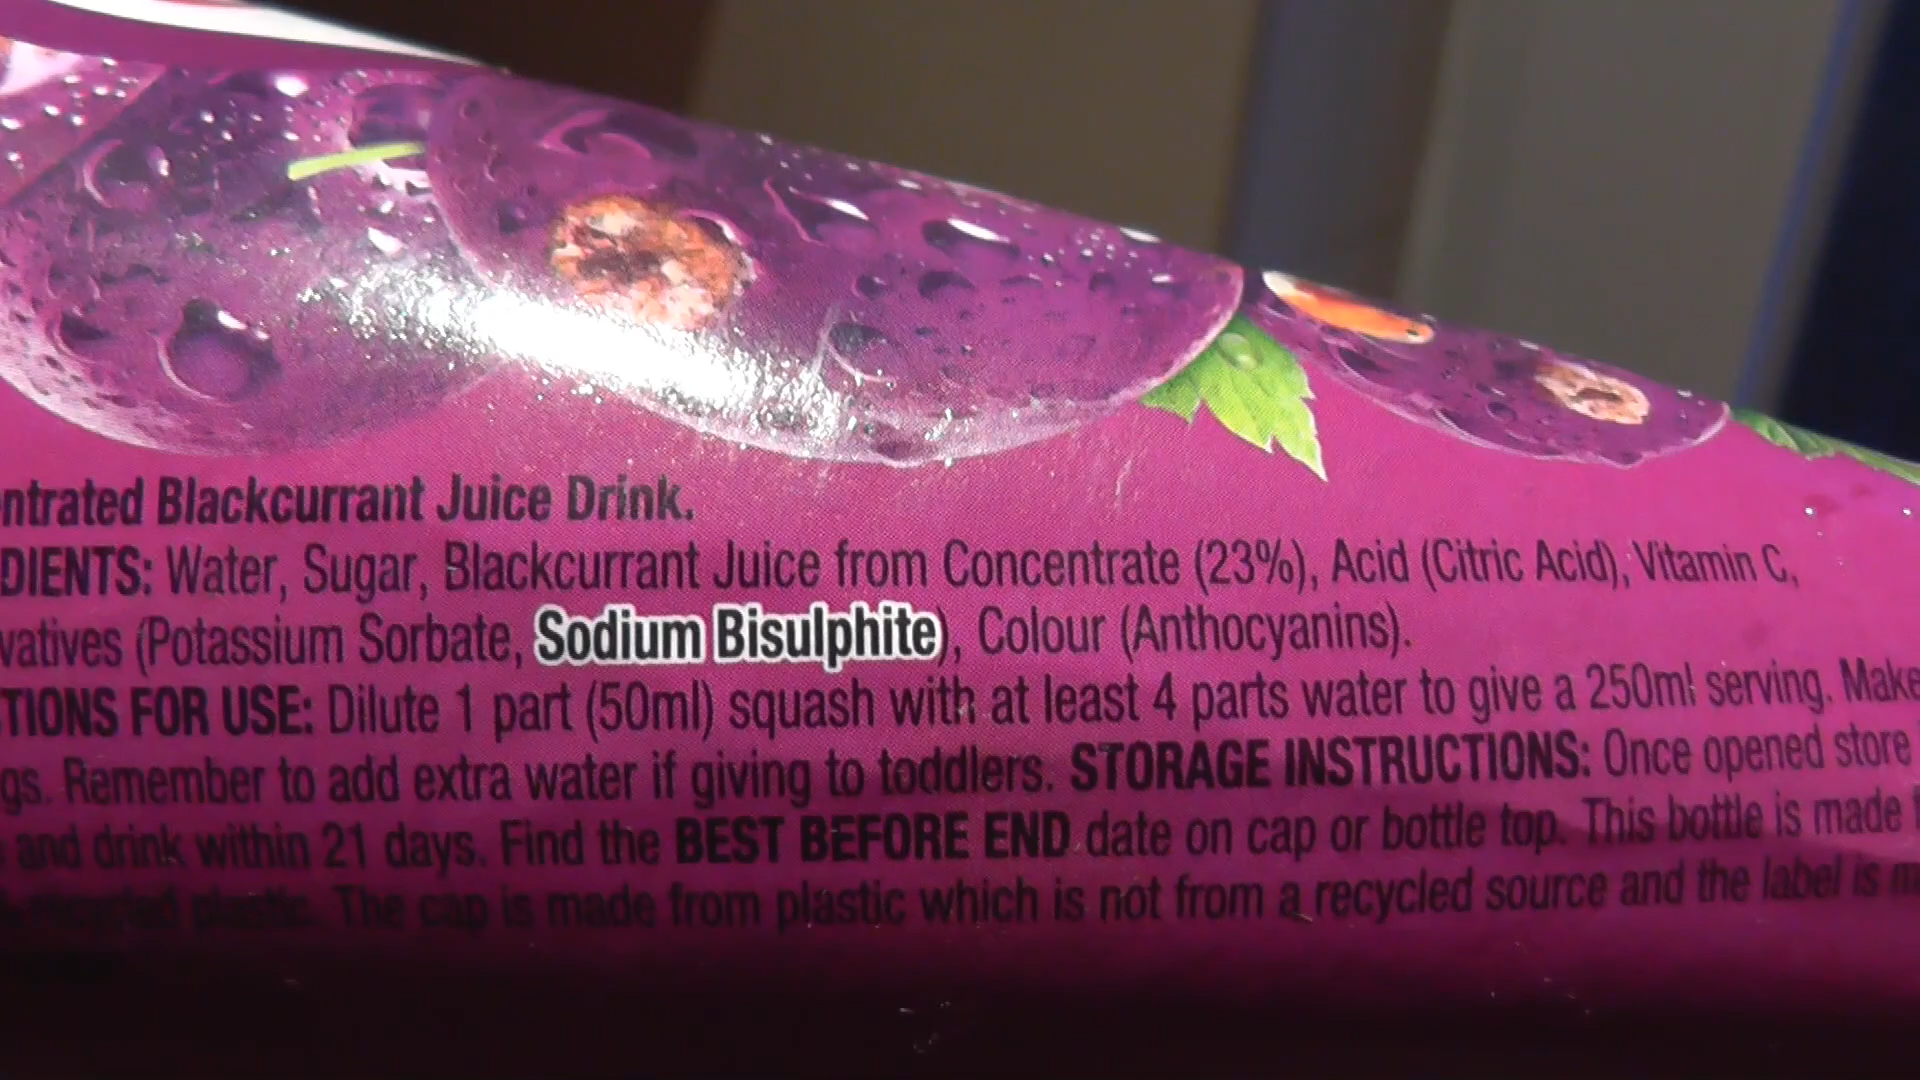 ntrated Blackcurrant Juice Drink.
DIENTS: Water, Sugar, Blackcurrant Juice from Concentrate (23%), Acid (Citric Acid), Vitamin C,
vatives (Potassium Sorbate, Sodium Bisulphite), Colour (Anthocyanins).
TIONS FOR USE: Dilute 1 part (50ml) squash with at least 4 parts water to give a 250ml serving. Make
gs. Remember to add extra water if giving to toddlers. STORAGE INSTRUCTIONS: Once opened store
and drink within 21 days. Find the BEST BEFORE END date on cap or bottle top. This bottle is made
recycled plastic. The cap is made from plastic which is not from a recycled source and the label is m